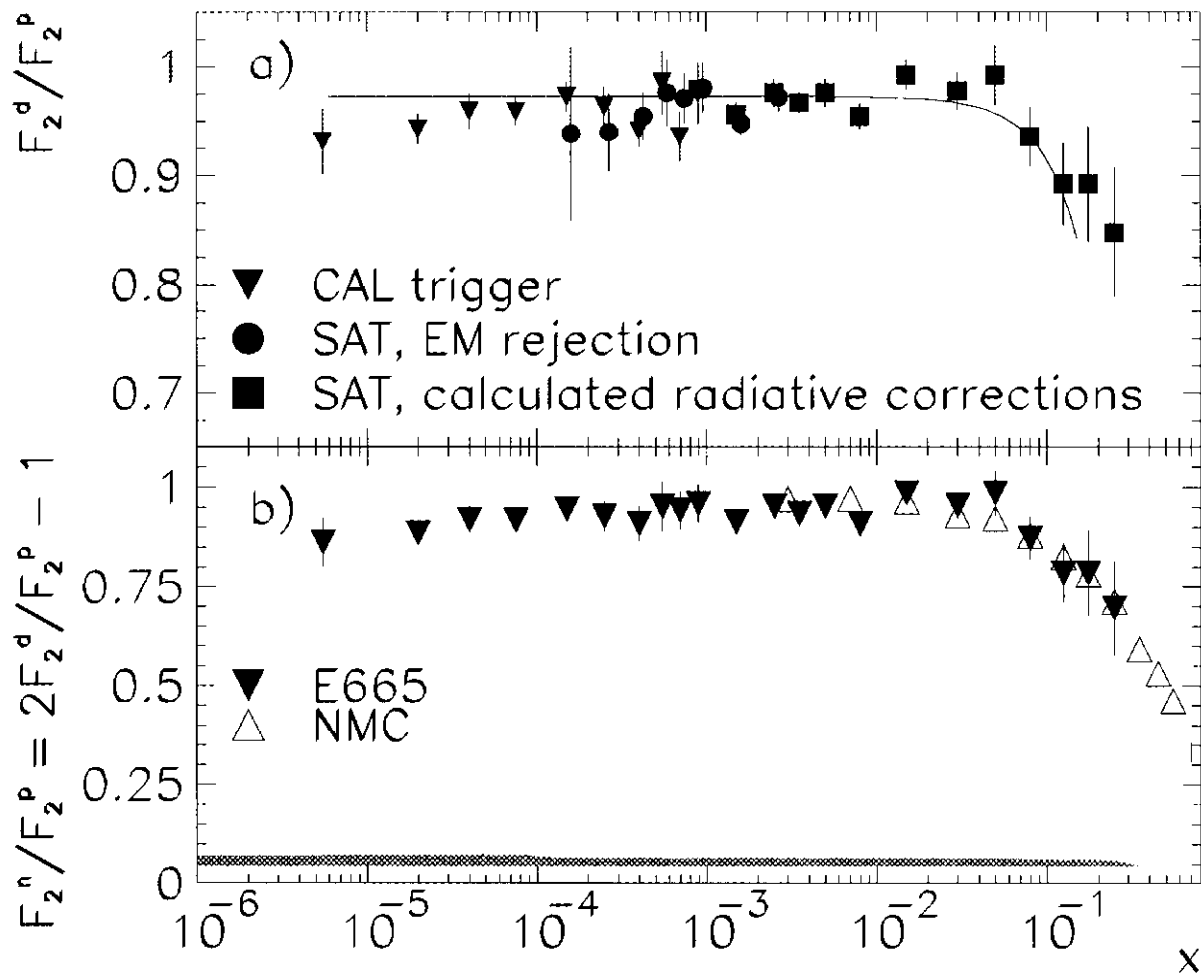 F₂ᵈ/F₂ᵖ
1
0.9
0.8
0.7
a)
CAL trigger
SAT, EM rejection
SAT, calculated radiative corrections
F₂ⁿ/F₂ᵖ = 2F₂ᵈ/F₂ᵖ − 1
1
0.75
0.5
0.25
0
b)
E665
NMC
10⁻⁶ 10⁻⁵ 10⁻⁴ 10⁻³ 10⁻² 10⁻¹
x